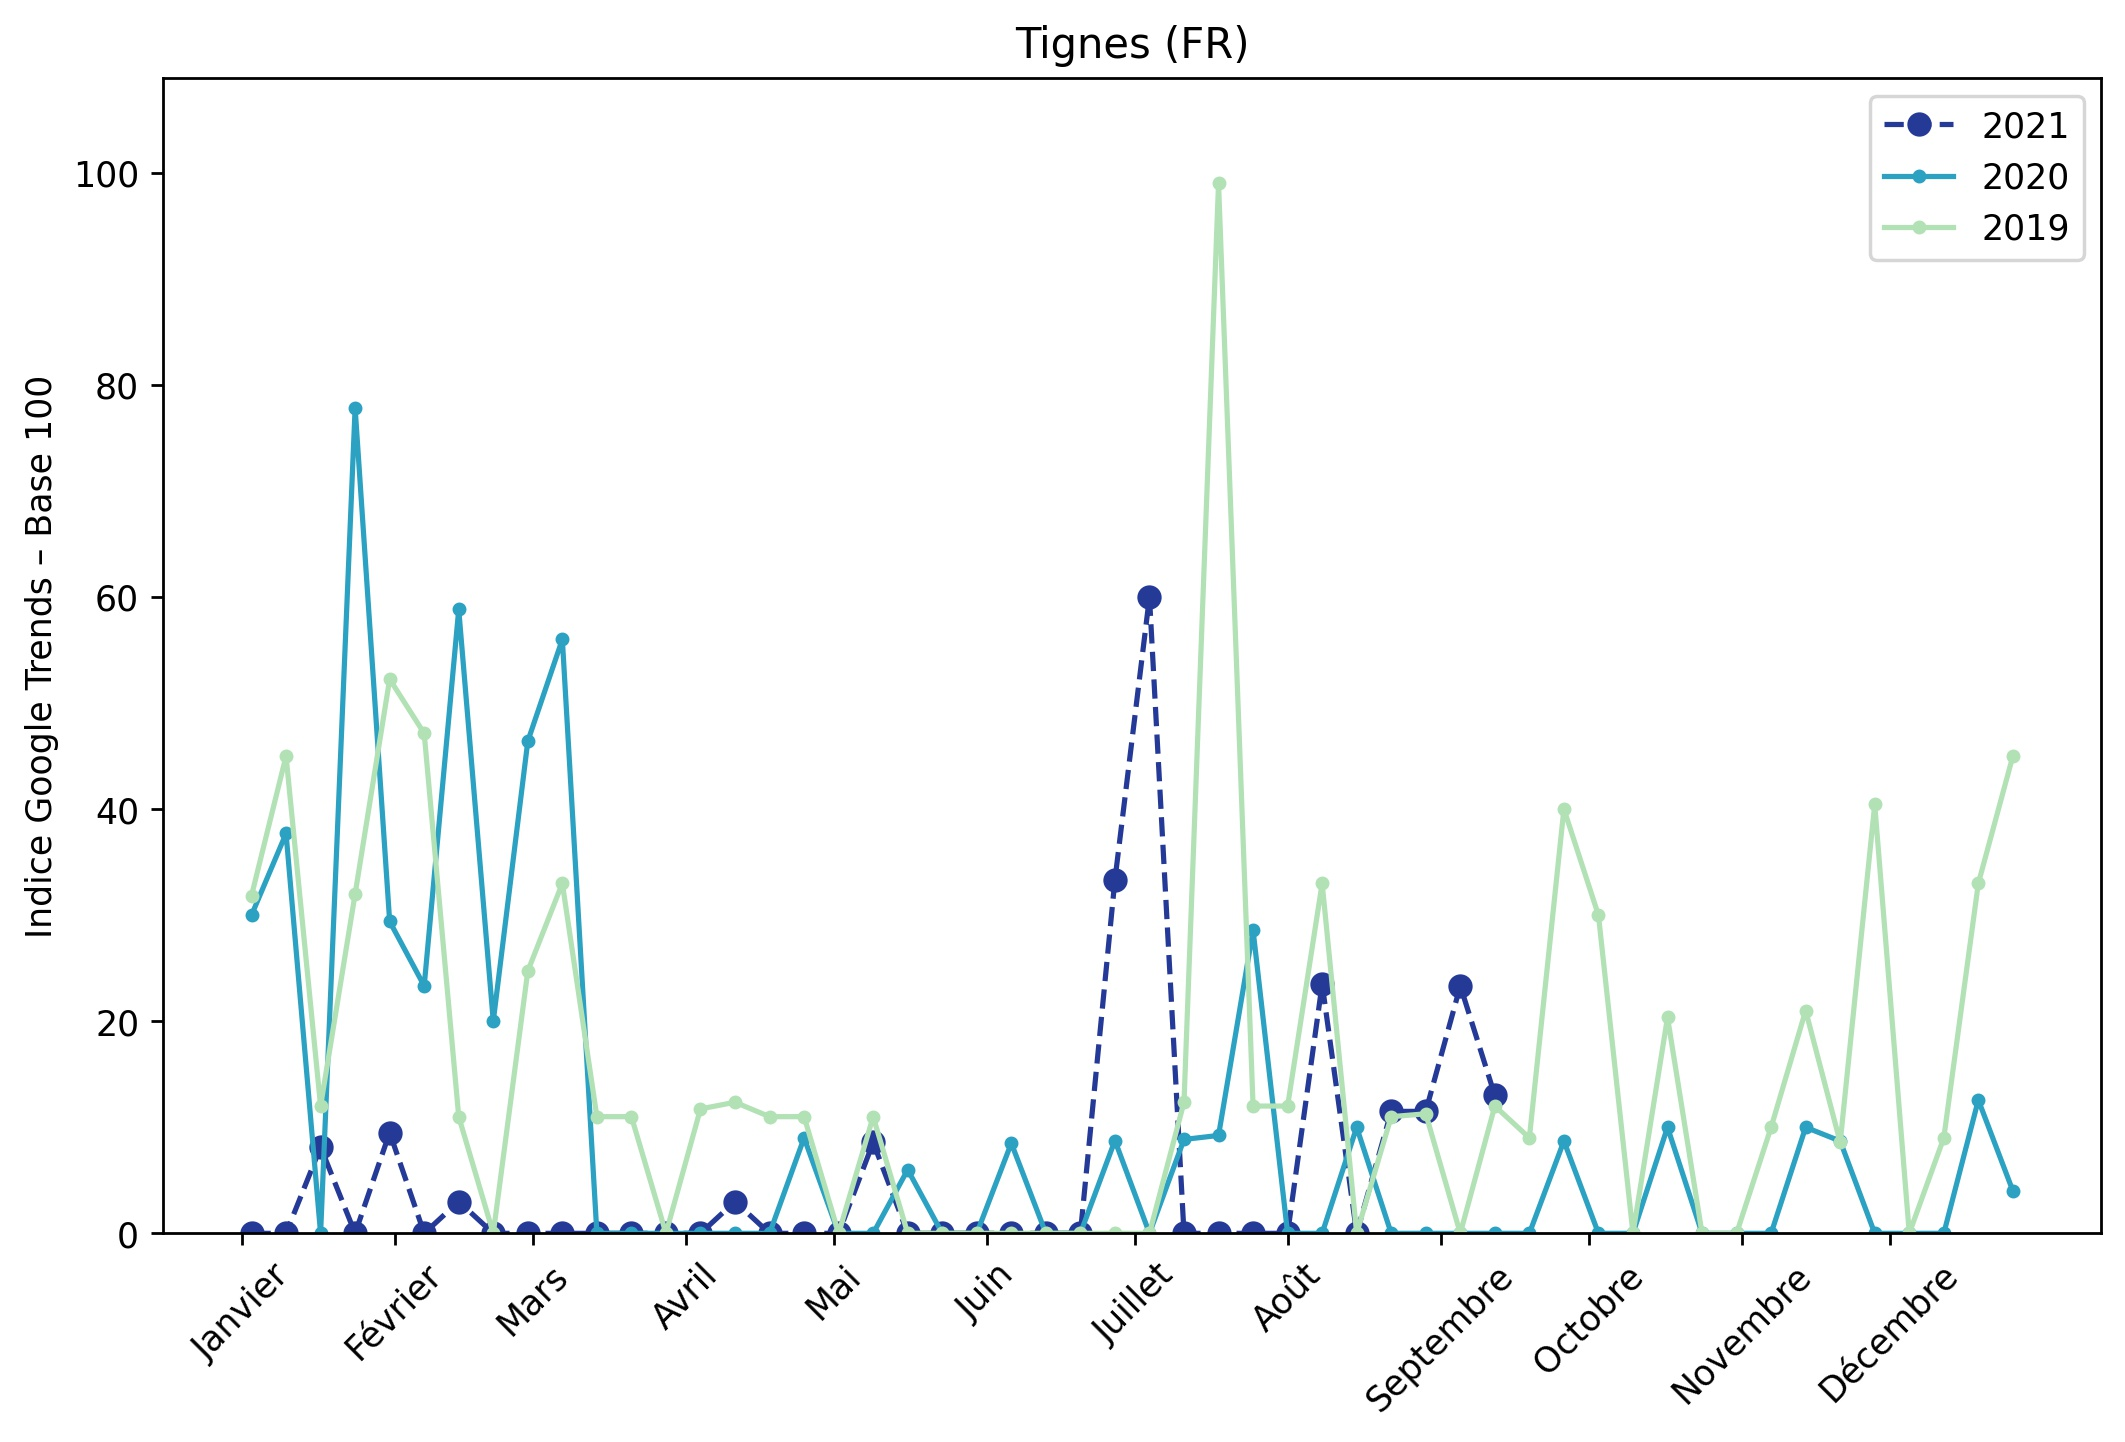 Tignes (FR)
Indice Google Trends – Base 100
100
80
60
40
20
0
2021
2020
2019
Janvier
Février
Mars
Avril
Mai
Juin
Juillet
Août
Septembre
Octobre
Novembre
Décembre